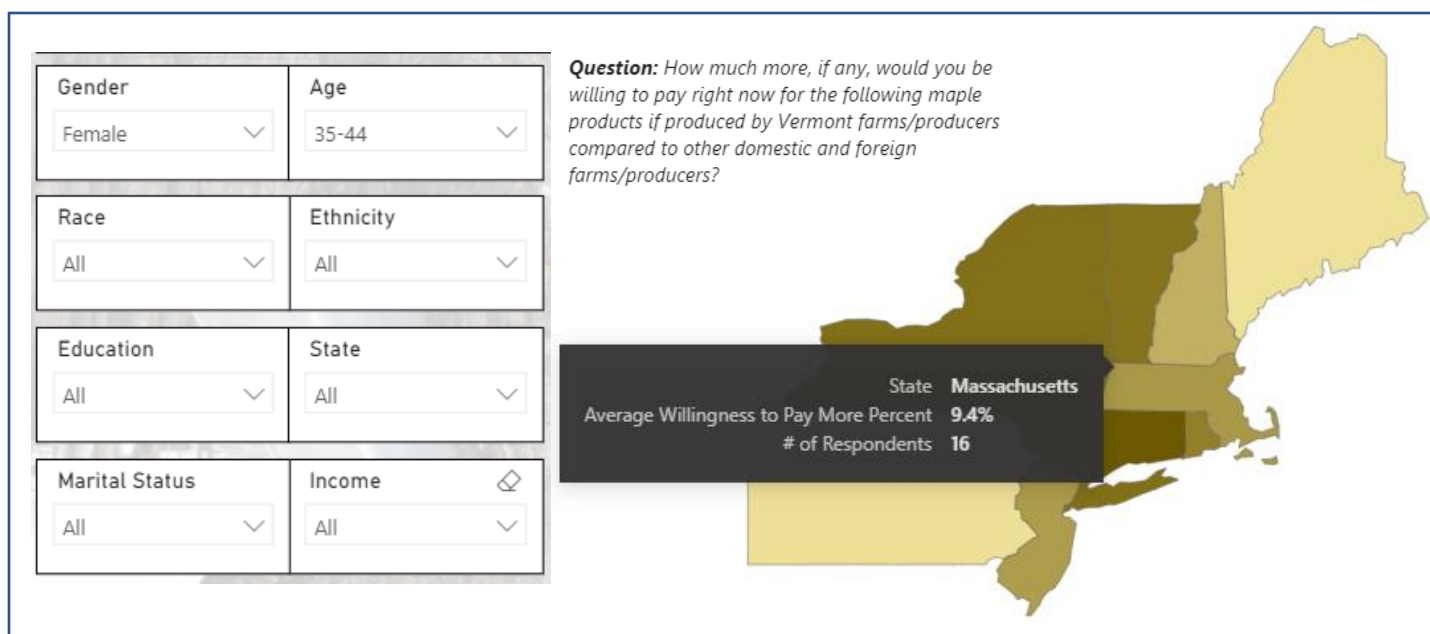 Gender
Age
Female
35-44
Race
Ethnicity
All
All
Education
State
All
All
Marital Status
Income
All
All
Question: How much more, if any, would you be
willing to pay right now for the following maple
products if produced by Vermont farms/producers
compared to other domestic and foreign
farms/producers?
State Massachusetts
Average Willingness to Pay More Percent 9.4%
# of Respondents 16